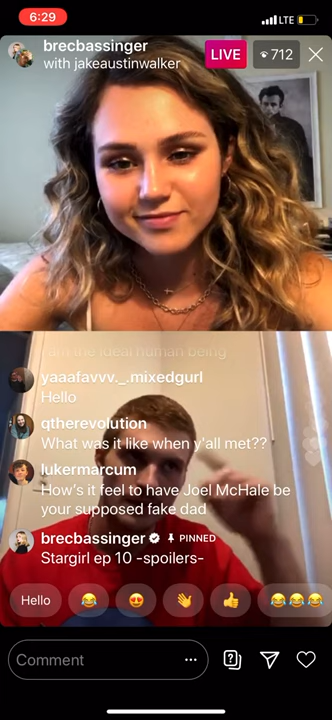 6:29
LTE
brecbassinger
with jakeaustinwalker
LIVE
712
am the ideal human being
yaaafavvv._.mixedgurl
Hello
qtherevolution
What was it like when y'all met??
lukermarcum
How's it feel to have Joel McHale be
your supposed fake dad
brecbassinger PINNED
Stargirl ep 10 -spoilers-
Hello 😂 😍 👋 👍 😂😂😂
Comment